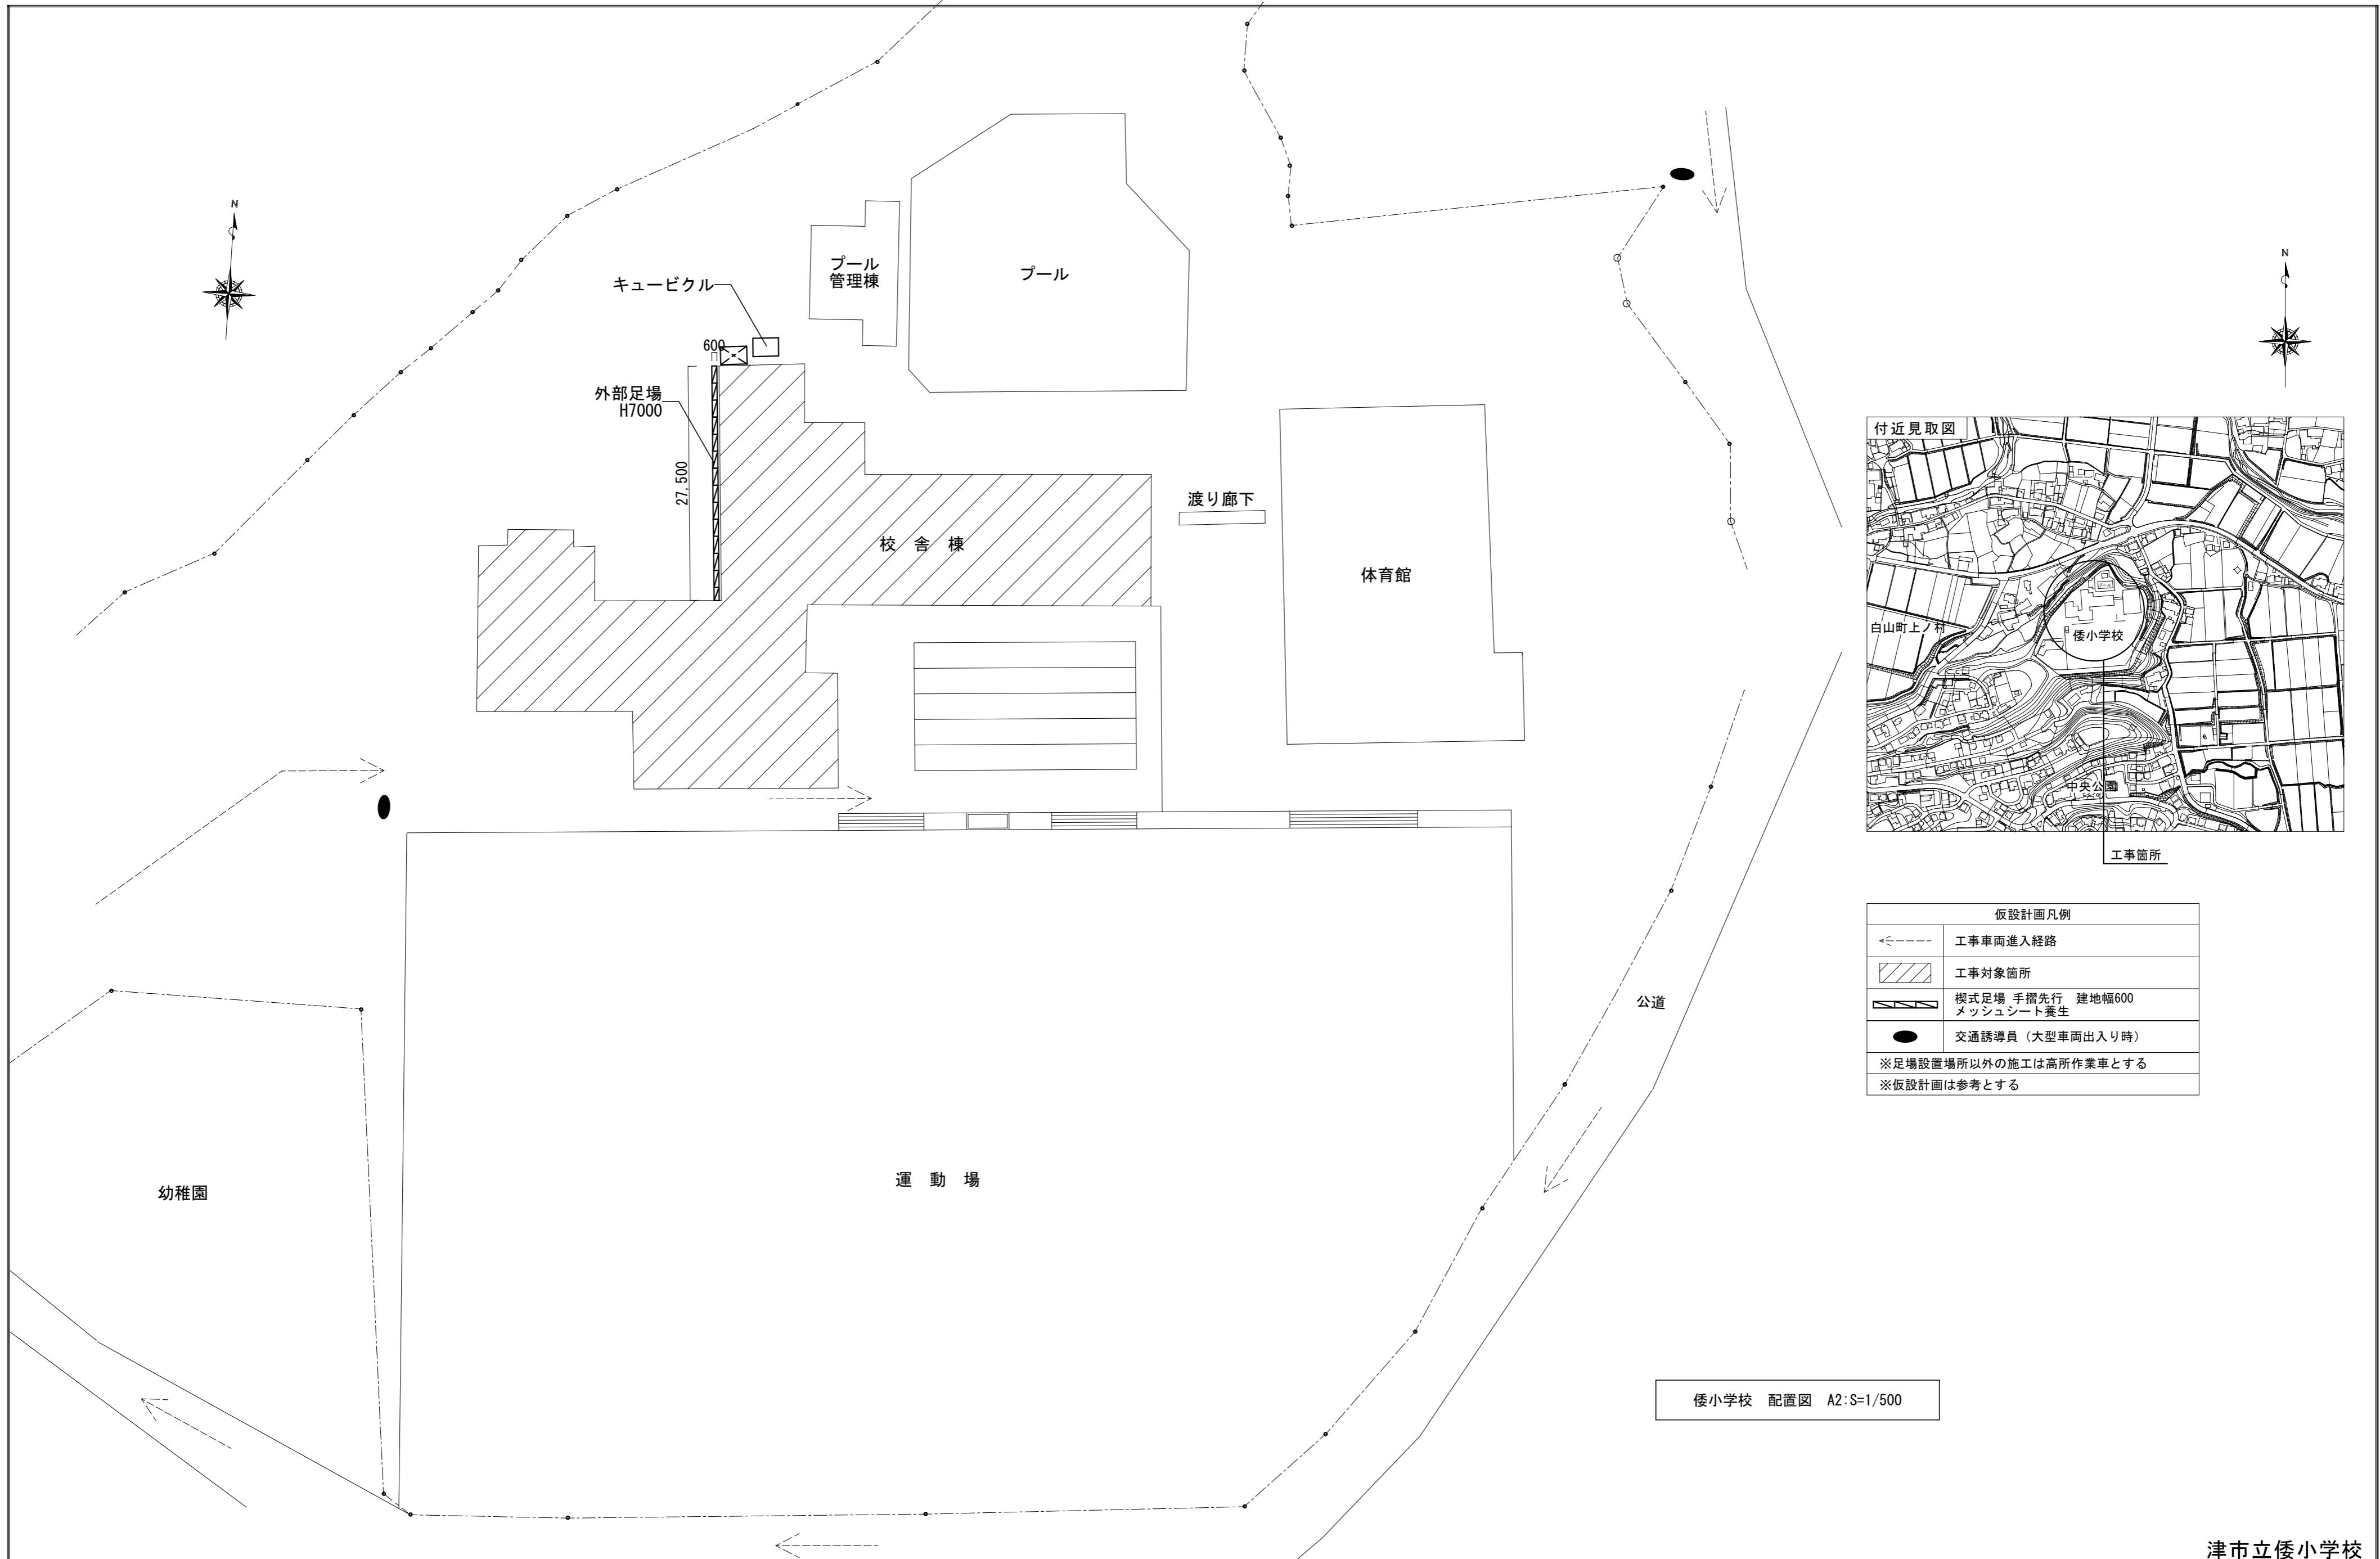 N
N
プール
管理棟
プール
キュービクル
600
外部足場
H7000
27,500
渡り廊下
校 舎 棟
体育館
付近見取図
白山町上ノ村
倭小学校
中央公
工事箇所
仮設計画凡例
工事車両進入経路
工事対象箇所
楔式足場 手摺先行 建地幅600
メッシュシート養生
交通誘導員（大型車両出入り時）
※足場設置場所以外の施工は高所作業車とする
※仮設計画は参考とする
公道
幼稚園
運 動 場
倭小学校 配置図 A2:S=1/500
津市立倭小学校